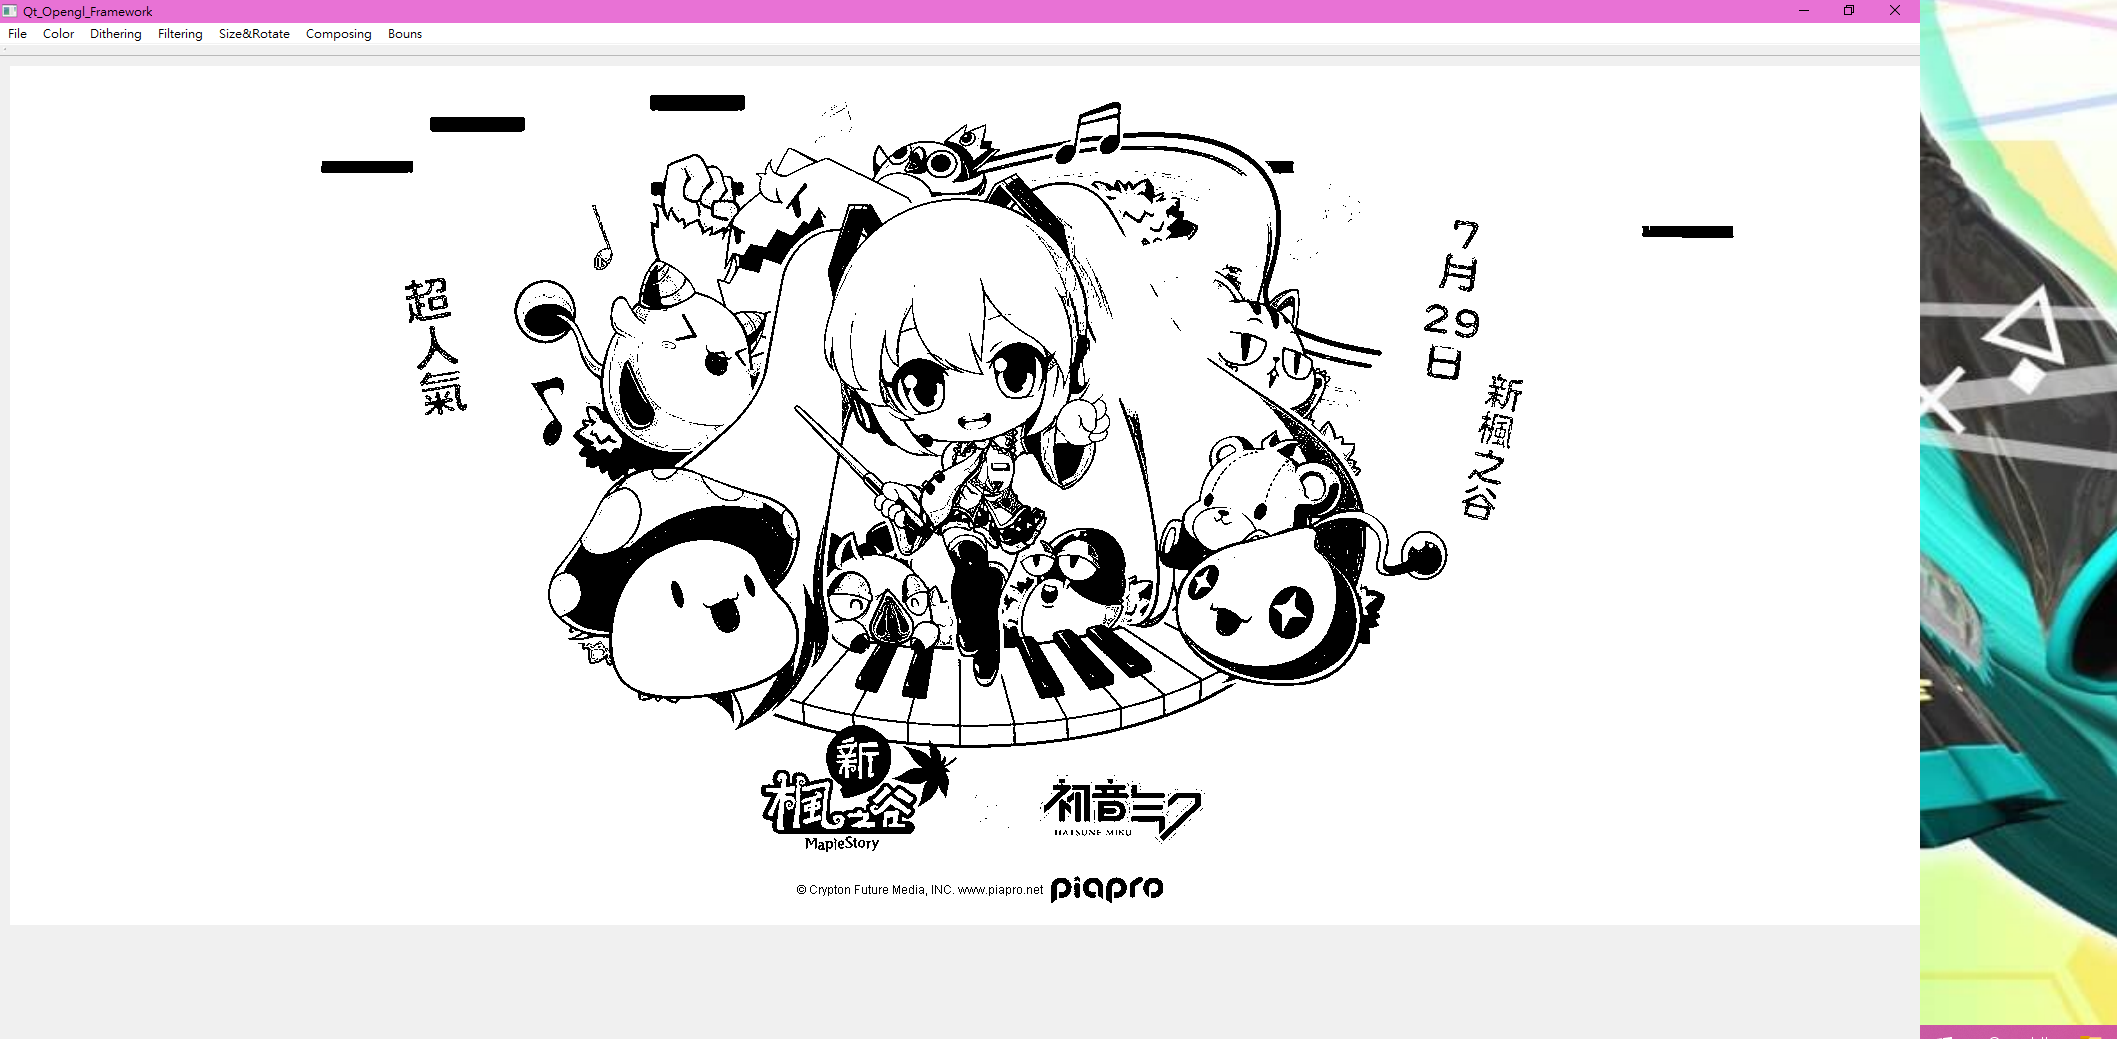 Qt_Opengl_Framework
File Color Dithering Filtering Size&Rotate Composing Bouns
超人氣
7月29日
新楓之谷
新
楓之谷
MapleStory
初音ミク
HATSUNE MIKU
© Crypton Future Media, INC. www.piapro.net piapro